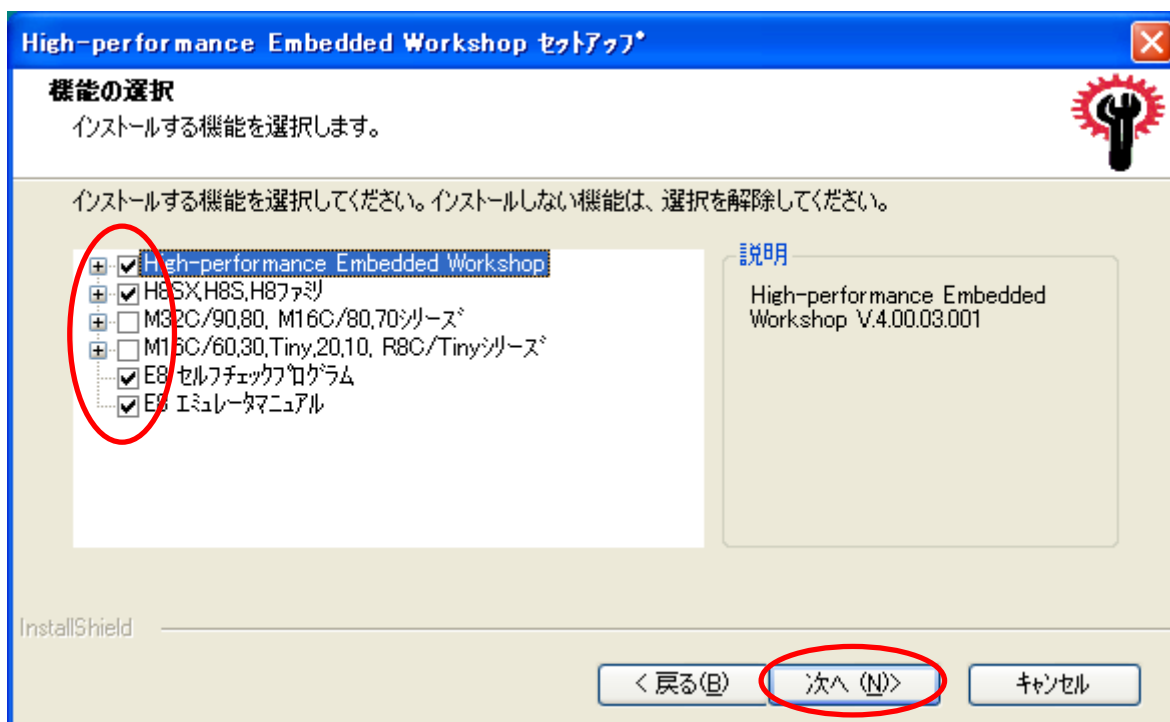 High-performance Embedded Workshop ｾｯﾄｱｯﾌﾟ
機能の選択
インストールする機能を選択します。
インストールする機能を選択してください。インストールしない機能は、選択を解除してください。
High-performance Embedded Workshop
H8SX,H8S,H8ﾌｧﾐﾘ
M32C/90,80, M16C/80,70ｼﾘｰｽﾞ
M16C/60,30,Tiny,20,10, R8C/Tinyｼﾘｰｽﾞ
E8 ｾﾙﾌﾁｪｯｸﾌﾟﾛｸﾞﾗﾑ
E8 ｴﾐｭﾚｰﾀﾏﾆｭｱﾙ
説明
High-performance Embedded
Workshop V.4.00.03.001
InstallShield
< 戻る(B)
次へ (N)>
ｷｬﾝｾﾙ